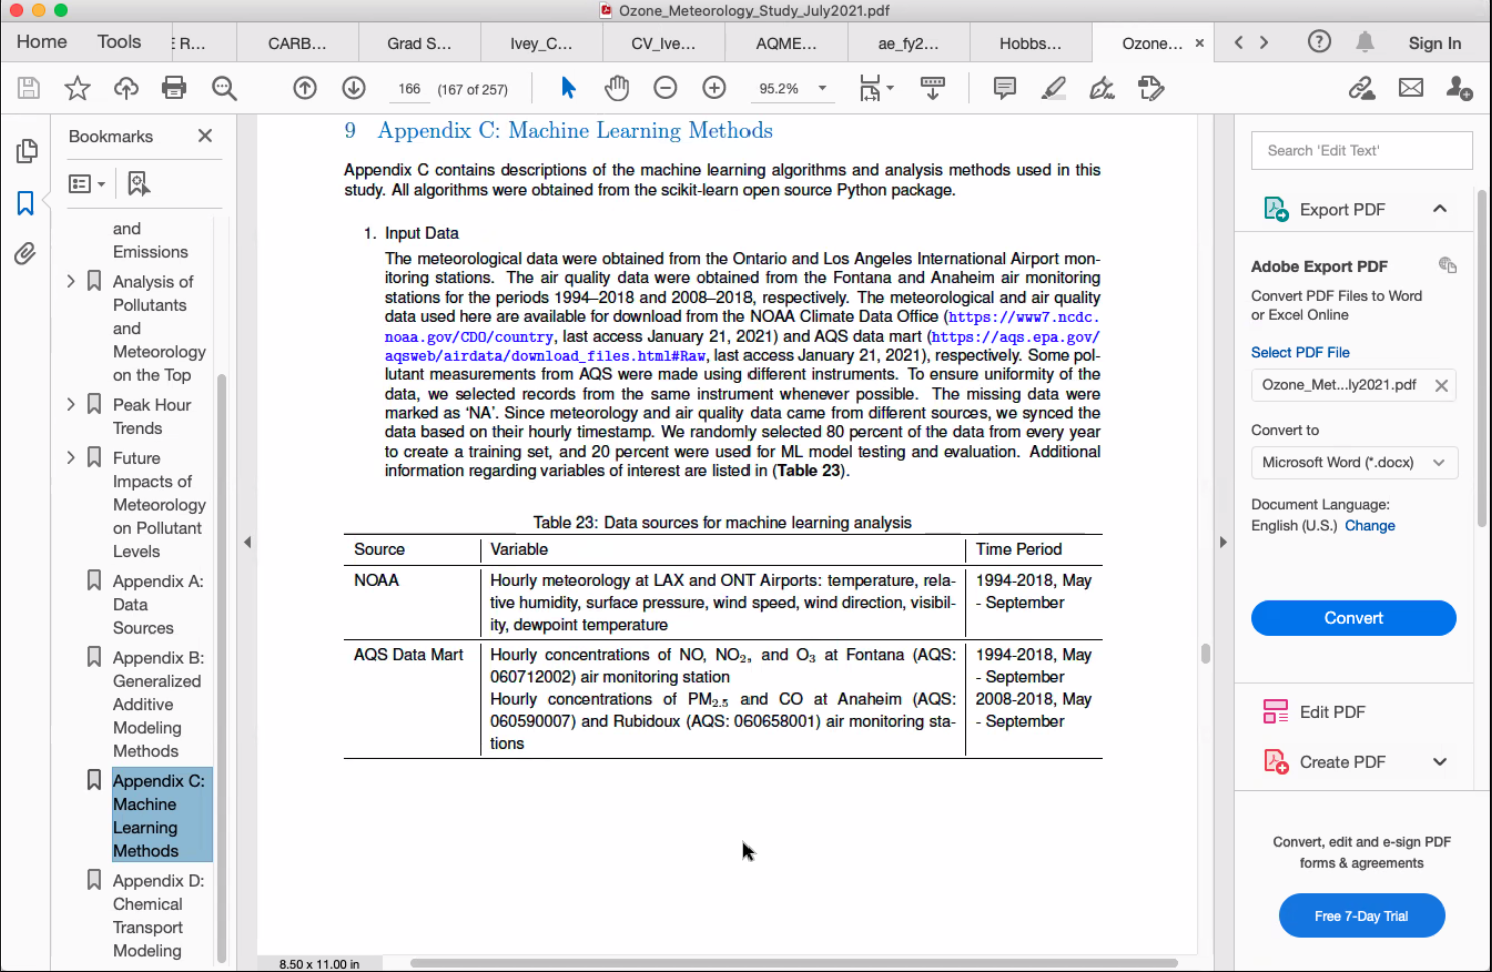 Ozone_Meteorology_Study_July2021.pdf
Home Tools E R... CARB... Grad S... Ivey_C... CV_Ive... AQME... ae_fy2... Hobbs... Ozone... × Sign In
166 (167 of 257) 95.2%
Bookmarks
and
Emissions
Analysis of
Pollutants
and
Meteorology
on the Top
Peak Hour
Trends
Future
Impacts of
Meteorology
on Pollutant
Levels
Appendix A:
Data
Sources
Appendix B:
Generalized
Additive
Modeling
Methods
Appendix C:
Machine
Learning
Methods
Appendix D:
Chemical
Transport
Modeling
9 Appendix C: Machine Learning Methods
Appendix C contains descriptions of the machine learning algorithms and analysis methods used in this
study. All algorithms were obtained from the scikit-learn open source Python package.
1. Input Data
The meteorological data were obtained from the Ontario and Los Angeles International Airport mon-
itoring stations. The air quality data were obtained from the Fontana and Anaheim air monitoring
stations for the periods 1994–2018 and 2008–2018, respectively. The meteorological and air quality
data used here are available for download from the NOAA Climate Data Office (https://www7.ncdc.
noaa.gov/CDO/country, last access January 21, 2021) and AQS data mart (https://aqs.epa.gov/
aqsweb/airdata/download_files.html#Raw, last access January 21, 2021), respectively. Some pol-
lutant measurements from AQS were made using different instruments. To ensure uniformity of the
data, we selected records from the same instrument whenever possible. The missing data were
marked as ‘NA’. Since meteorology and air quality data came from different sources, we synced the
data based on their hourly timestamp. We randomly selected 80 percent of the data from every year
to create a training set, and 20 percent were used for ML model testing and evaluation. Additional
information regarding variables of interest are listed in (Table 23).
Table 23: Data sources for machine learning analysis
Source Variable Time Period
NOAA Hourly meteorology at LAX and ONT Airports: temperature, rela- 1994-2018, May
tive humidity, surface pressure, wind speed, wind direction, visibil- - September
ity, dewpoint temperature
AQS Data Mart Hourly concentrations of NO, NO₂, and O₃ at Fontana (AQS: 1994-2018, May
060712002) air monitoring station - September
Hourly concentrations of PM₂.₅ and CO at Anaheim (AQS: 2008-2018, May
060590007) and Rubidoux (AQS: 060658001) air monitoring sta- - September
tions
8.50 x 11.00 in
Search 'Edit Text'
Export PDF
Adobe Export PDF
Convert PDF Files to Word
or Excel Online
Select PDF File
Ozone_Met...ly2021.pdf
Convert to
Microsoft Word (*.docx)
Document Language:
English (U.S.) Change
Convert
Edit PDF
Create PDF
Convert, edit and e-sign PDF
forms & agreements
Free 7-Day Trial